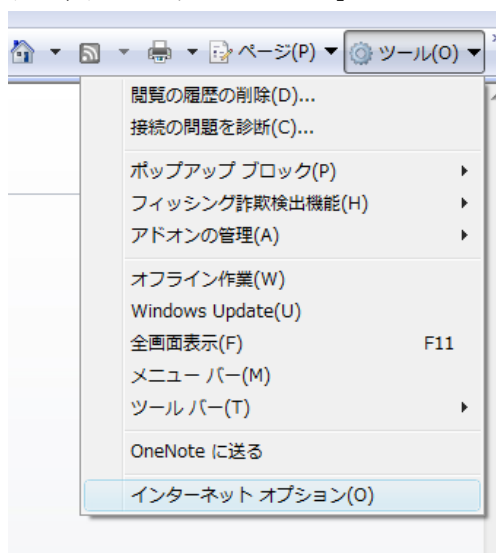 ページ(P) ツール(O)
閲覧の履歴の削除(D)...
接続の問題を診断(C)...
ポップアップ ブロック(P)
フィッシング詐欺検出機能(H)
アドオンの管理(A)
オフライン作業(W)
Windows Update(U)
全画面表示(F) F11
メニュー バー(M)
ツール バー(T)
OneNote に送る
インターネット オプション(O)